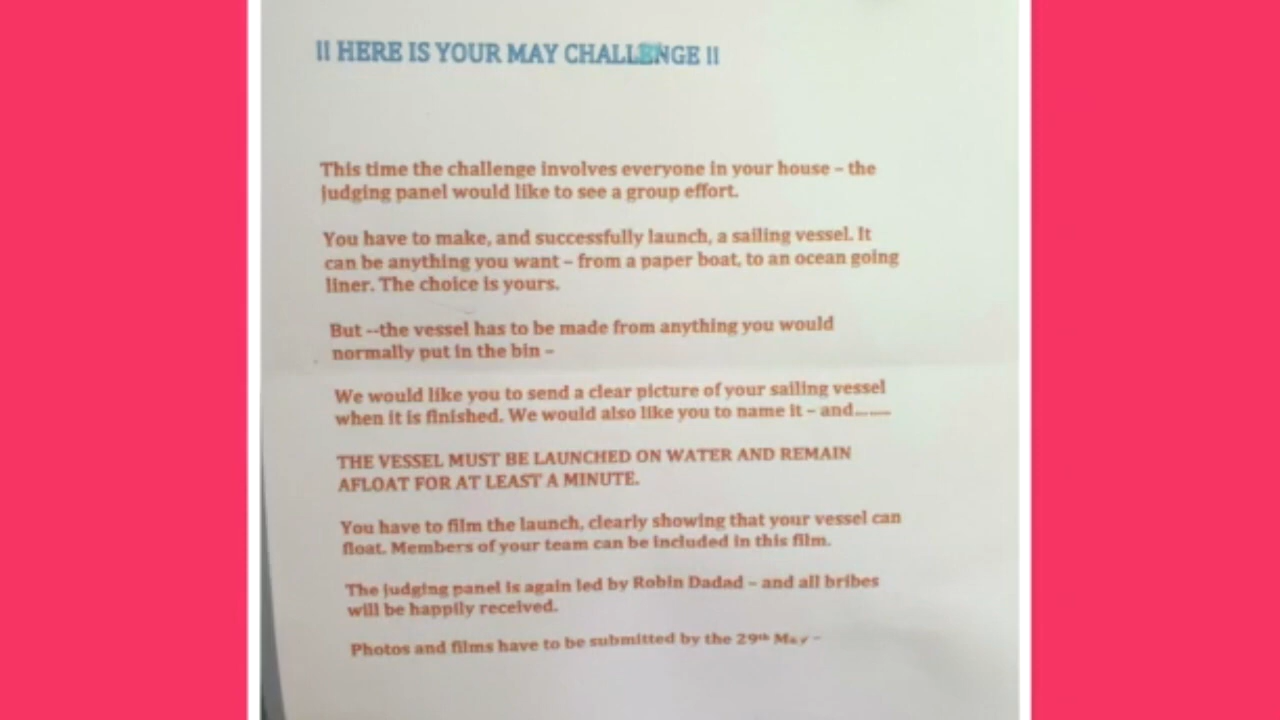 !! HERE IS YOUR MAY CHALLENGE !!
This time the challenge involves everyone in your house – the
judging panel would like to see a group effort.
You have to make, and successfully launch, a sailing vessel. It
can be anything you want – from a paper boat, to an ocean going
liner. The choice is yours.
But --the vessel has to be made from anything you would
normally put in the bin –
We would like you to send a clear picture of your sailing vessel
when it is finished. We would also like you to name it – and.......
THE VESSEL MUST BE LAUNCHED ON WATER AND REMAIN
AFLOAT FOR AT LEAST A MINUTE.
You have to film the launch, clearly showing that your vessel can
float. Members of your team can be included in this film.
The judging panel is again led by Robin Dadad – and all bribes
will be happily received.
Photos and films have to be submitted by the 29th May –